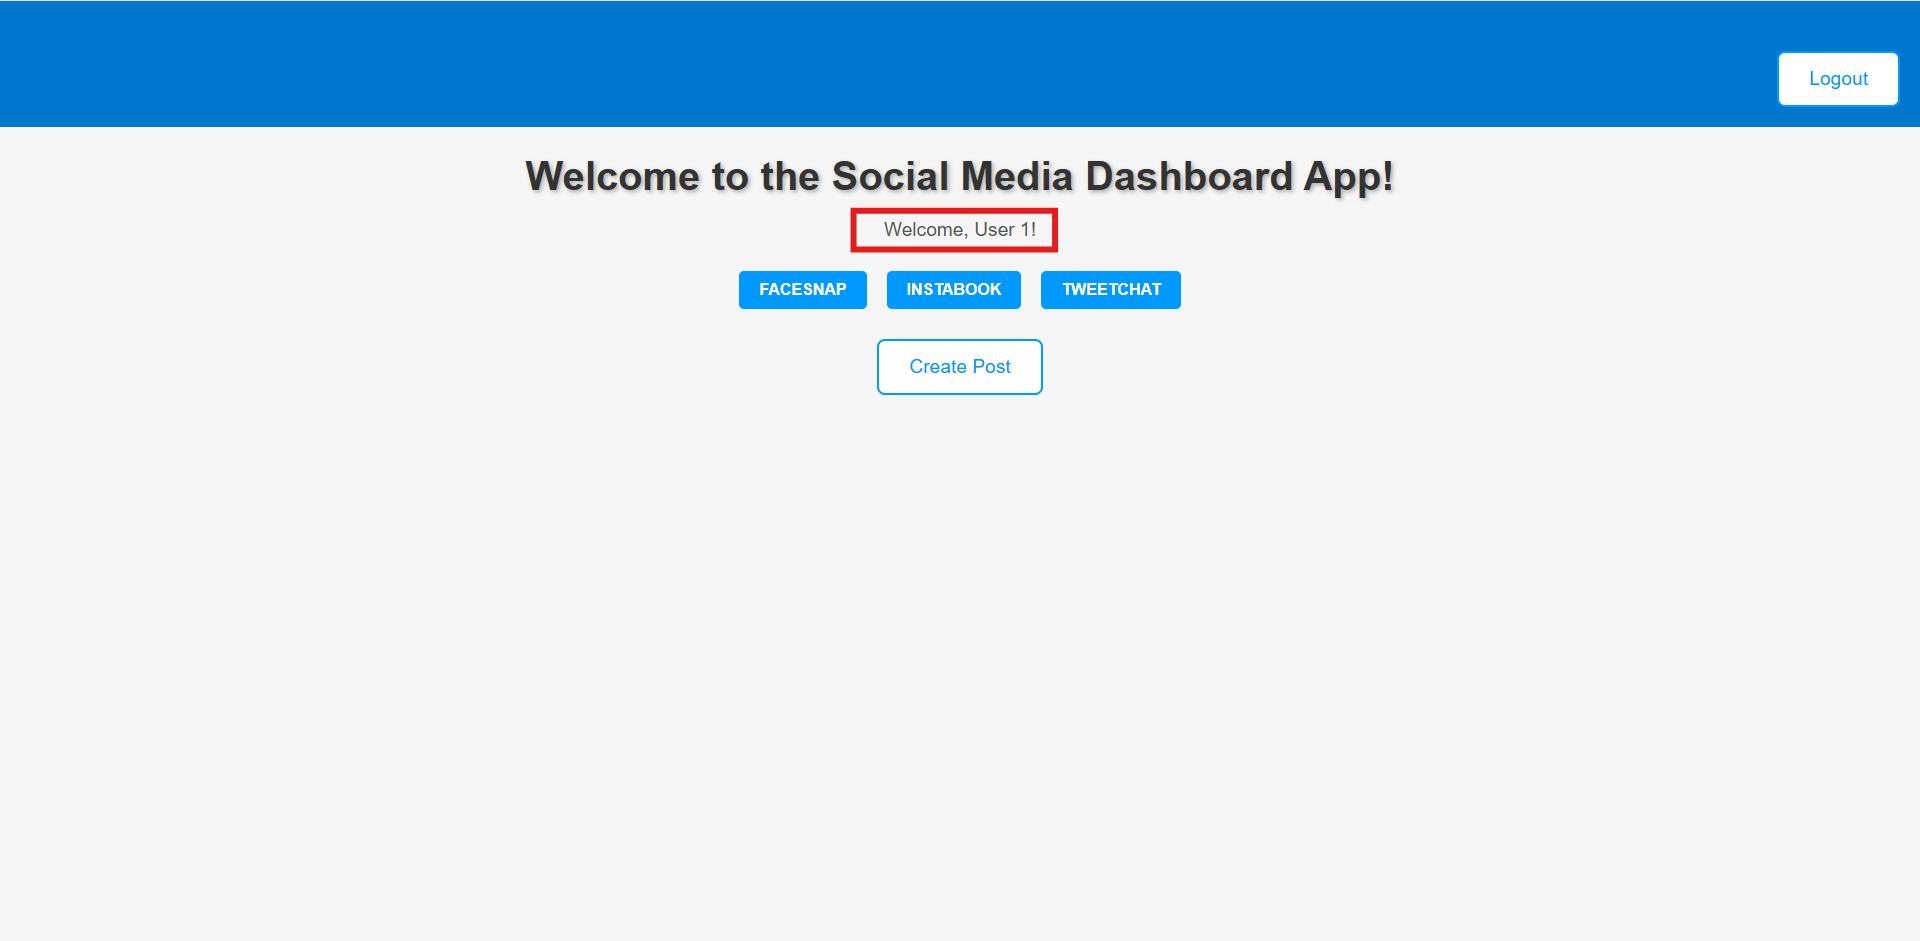 Logout
Welcome to the Social Media Dashboard App!
Welcome, User 1!
FACESNAP INSTABOOK TWEETCHAT
Create Post